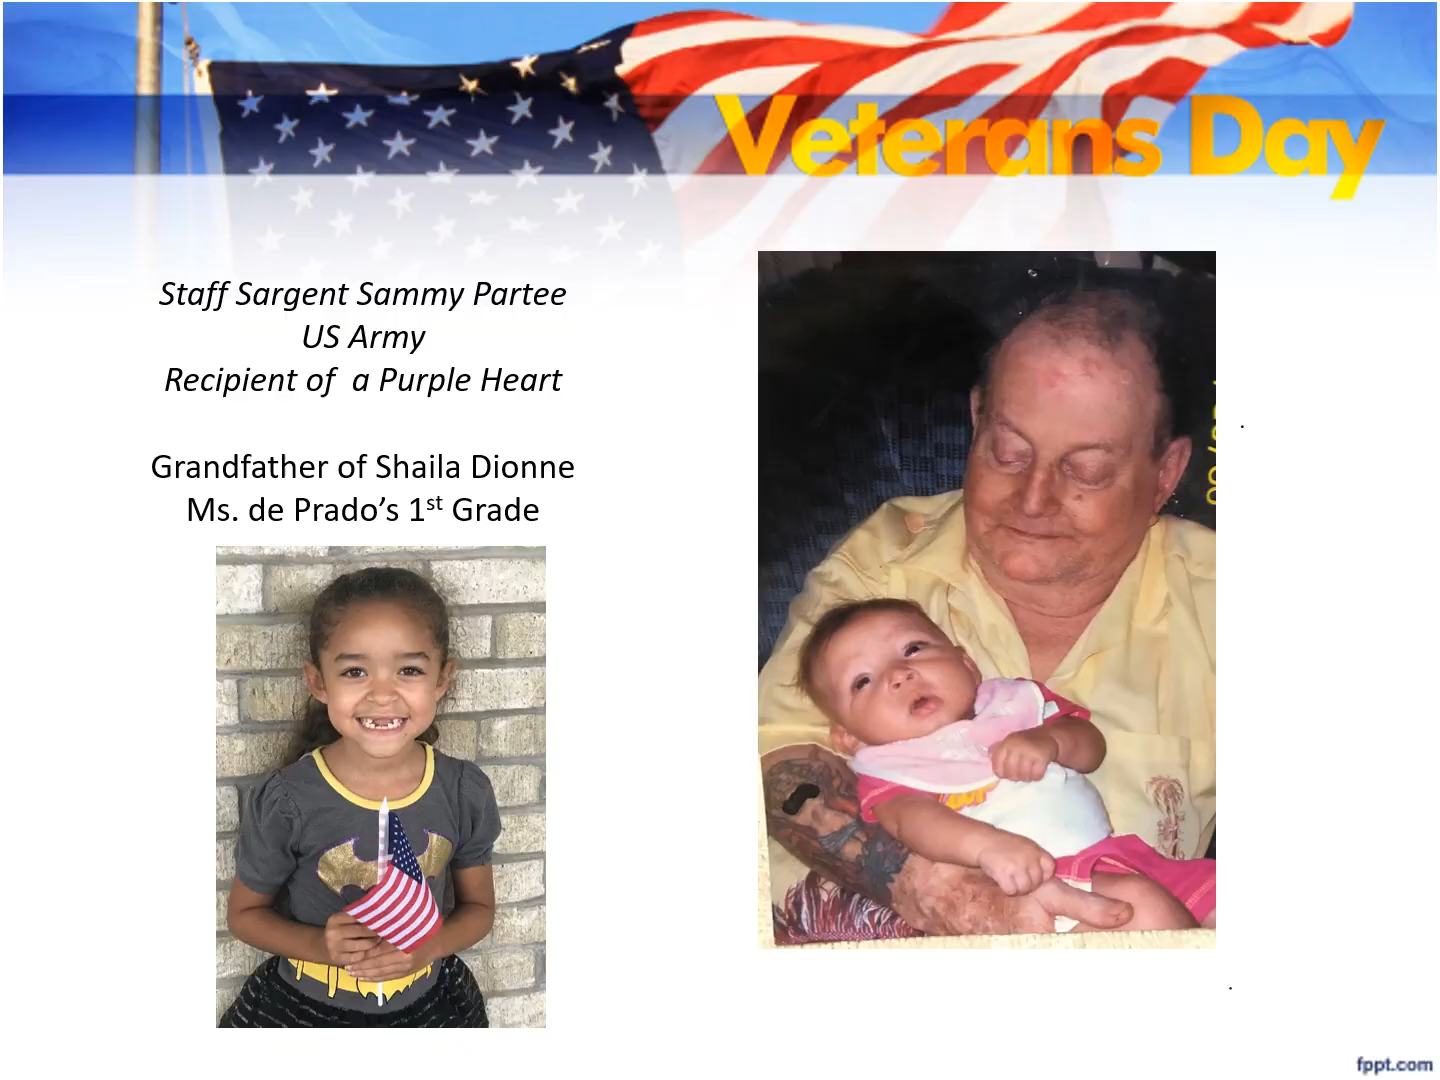 Veterans Day
Staff Sargent Sammy Partee
US Army
Recipient of  a Purple Heart
Grandfather of Shaila Dionne
Ms. de Prado’s 1st Grade
fppt.com